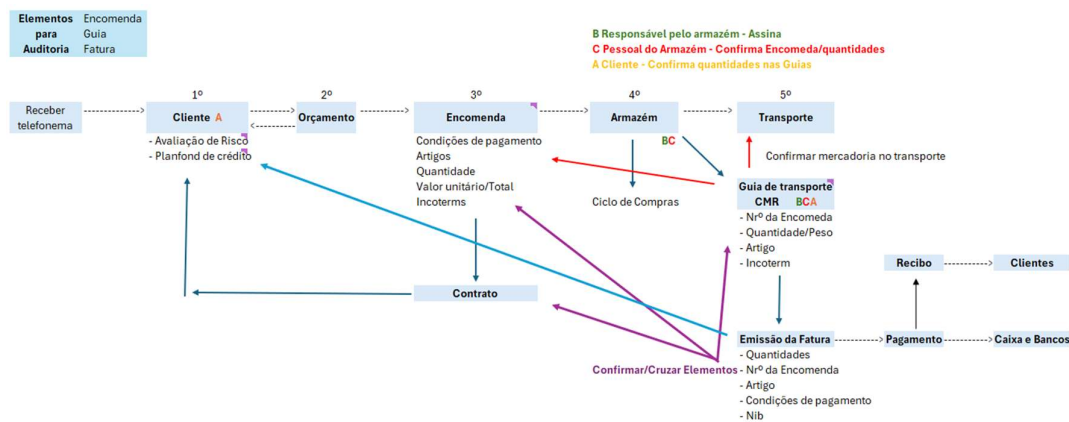 Elementos para Auditoria
Encomenda
Guia
Fatura
B Responsável pelo armazém - Assina
C Pessoal do Armazém - Confirma Encomeda/quantidades
A Cliente - Confirma quantidades nas Guias
1º
2º
3º
4º
5º
Receber telefonema
Cliente A
Orçamento
Encomenda
Armazém
Transporte
- Avaliação de Risco
- Planfond de crédito
Condições de pagamento
Artigos
Quantidade
Valor unitário/Total
Incoterms
BC
Confirmar mercadoria no transporte
Ciclo de Compras
Guia de transporte
CMR BCA
- Nrº da Encomeda
- Quantidade/Peso
- Artigo
- Incoterm
Recibo
Clientes
Contrato
Emissão da Fatura
Pagamento
Caixa e Bancos
Confirmar/Cruzar Elementos
- Quantidades
- Nrº da Encomenda
- Artigo
- Condições de pagamento
- Nib